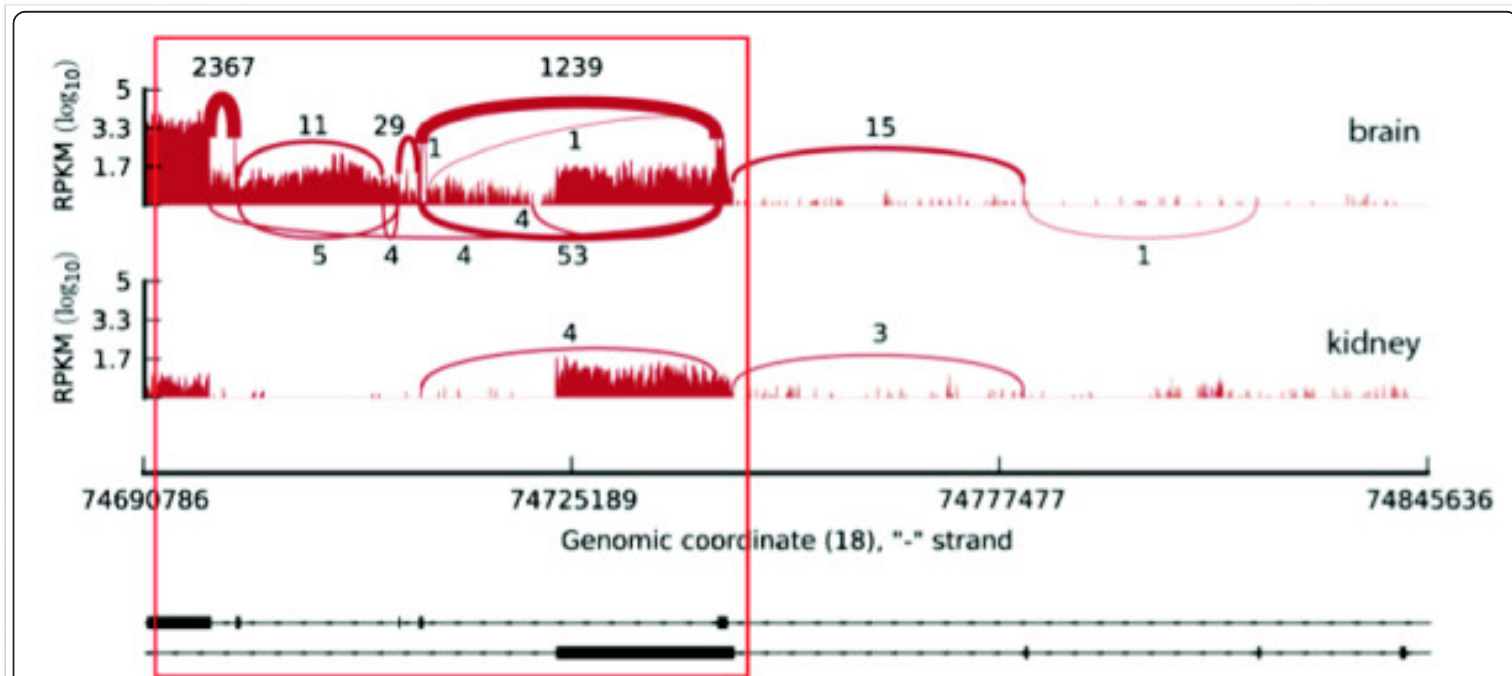 2367 1239
RPKM (log10) 5 3.3 1.7
11 29 1 1 15 brain
4
5 4 4 53 1
RPKM (log10) 5 3.3 1.7
4 3 kidney
74690786 74725189 74777477 74845636
Genomic coordinate (18), "-" strand